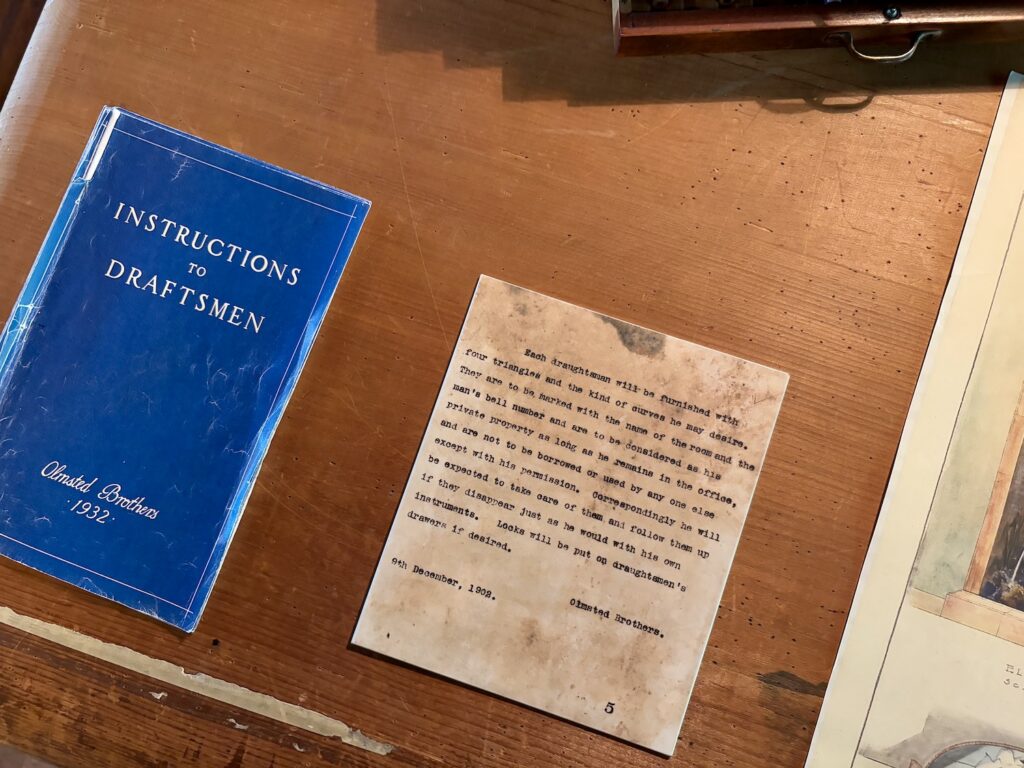 INSTRUCTIONS
TO
DRAFTSMEN
Olmsted Brothers
·1932·
Each draughtsman will be furnished with
four triangles and the kind of curves he may desire.
They are to be marked with the name of the room and the
man's bell number and are to be considered as his
private property as long as he remains in the office,
and are not to be borrowed or used by any one else
except with his permission. Correspondingly he will
be expected to take care of them and follow them up
if they disappear just as he would with his own
instruments. Locks will be put on draughtsmen's
drawers if desired.
Olmsted Brothers.
9th December, 1902.
5
EL
SC